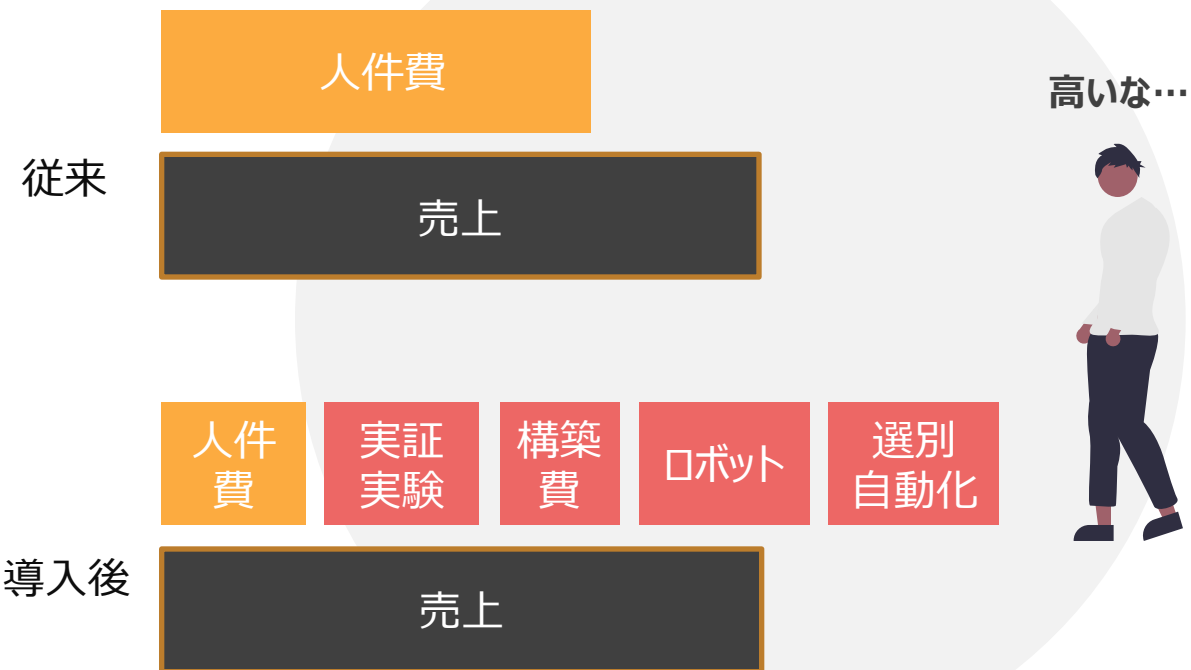 人件費
高いな…
従来
売上
人件
費
実証
実験
構築
費
ロボット
選別
自動化
導入後
売上